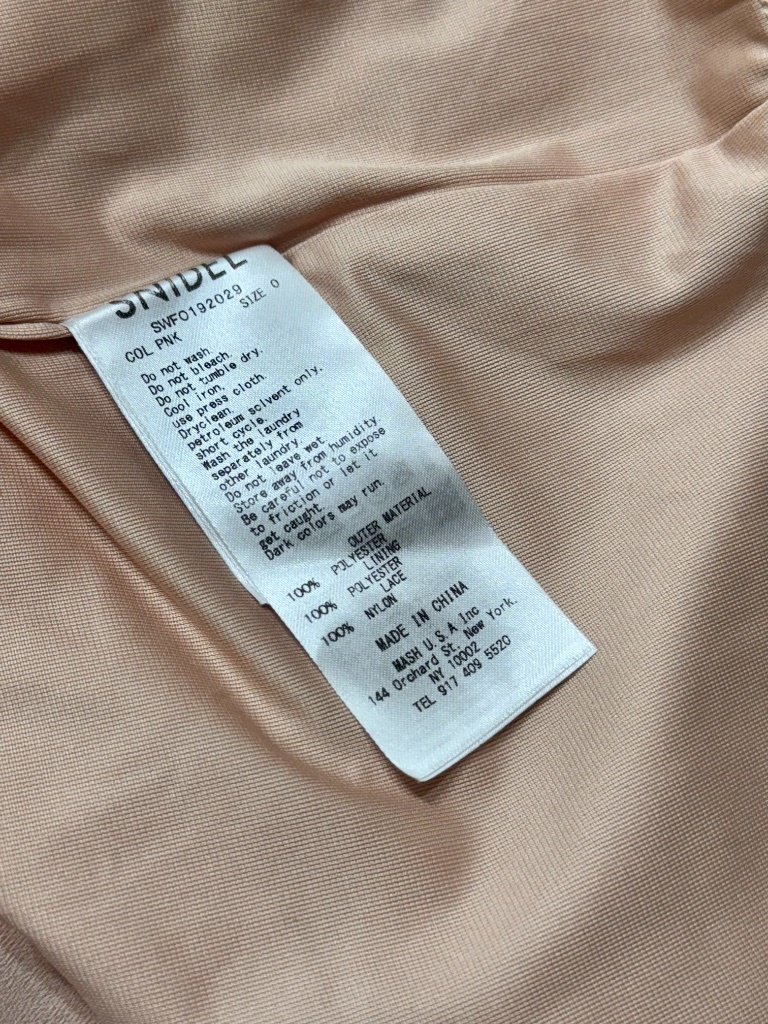 SNIDEL
SWFO192029
COL PNK SIZE 0
Do not wash.
Do not bleach.
Do not tumble dry.
Cool iron.
use press cloth.
Dryclean.
petroleum scivent only.
short cycle.
Wash the laundry
separately from
other laundry.
Do not leave wet.
Store away from humidity
Be careful not to expose
to friction or let it
get caught.
Dark colors may run.
OUTER MATERIAL
100% POLYESTER
LINING
100% POLYESTER
LACE
100% NYLON
MADE IN CHINA
MASH U.S.A Inc
144 Orchard St. New York.
NY 10002
TEL 917 409 5520